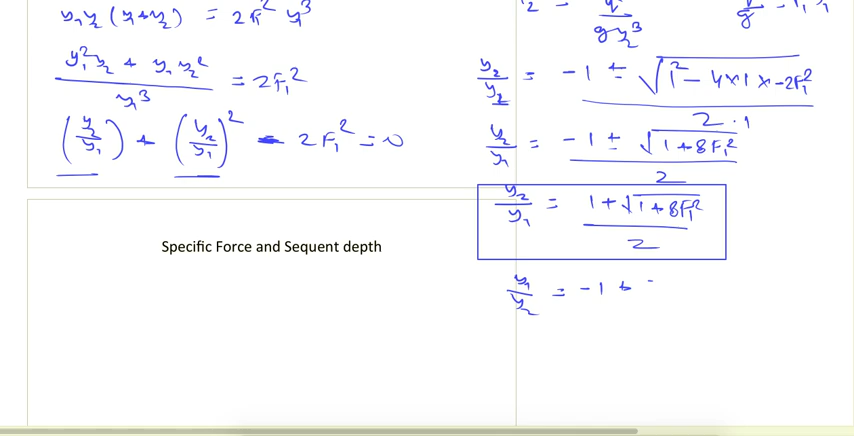 y₁y₂ (y₁+y₂) = 2F₁² y₁³
(y₁²y₂ + y₁y₂²) / y₁³ = 2F₁²
(y₂/y₁) + (y₂/y₁)² - 2F₁² = 0
Specific Force and Sequent depth
gy₂³
y₂/y₂ = (-1 ± √(1² - 4×1×-2F₁²)) / 2·1
y₂/y₁ = (-1 ± √(1+8F₁²)) / 2
y₂/y₁ = (1+√(1+8F₁²)) / 2
y₁/y₂ = -1 +